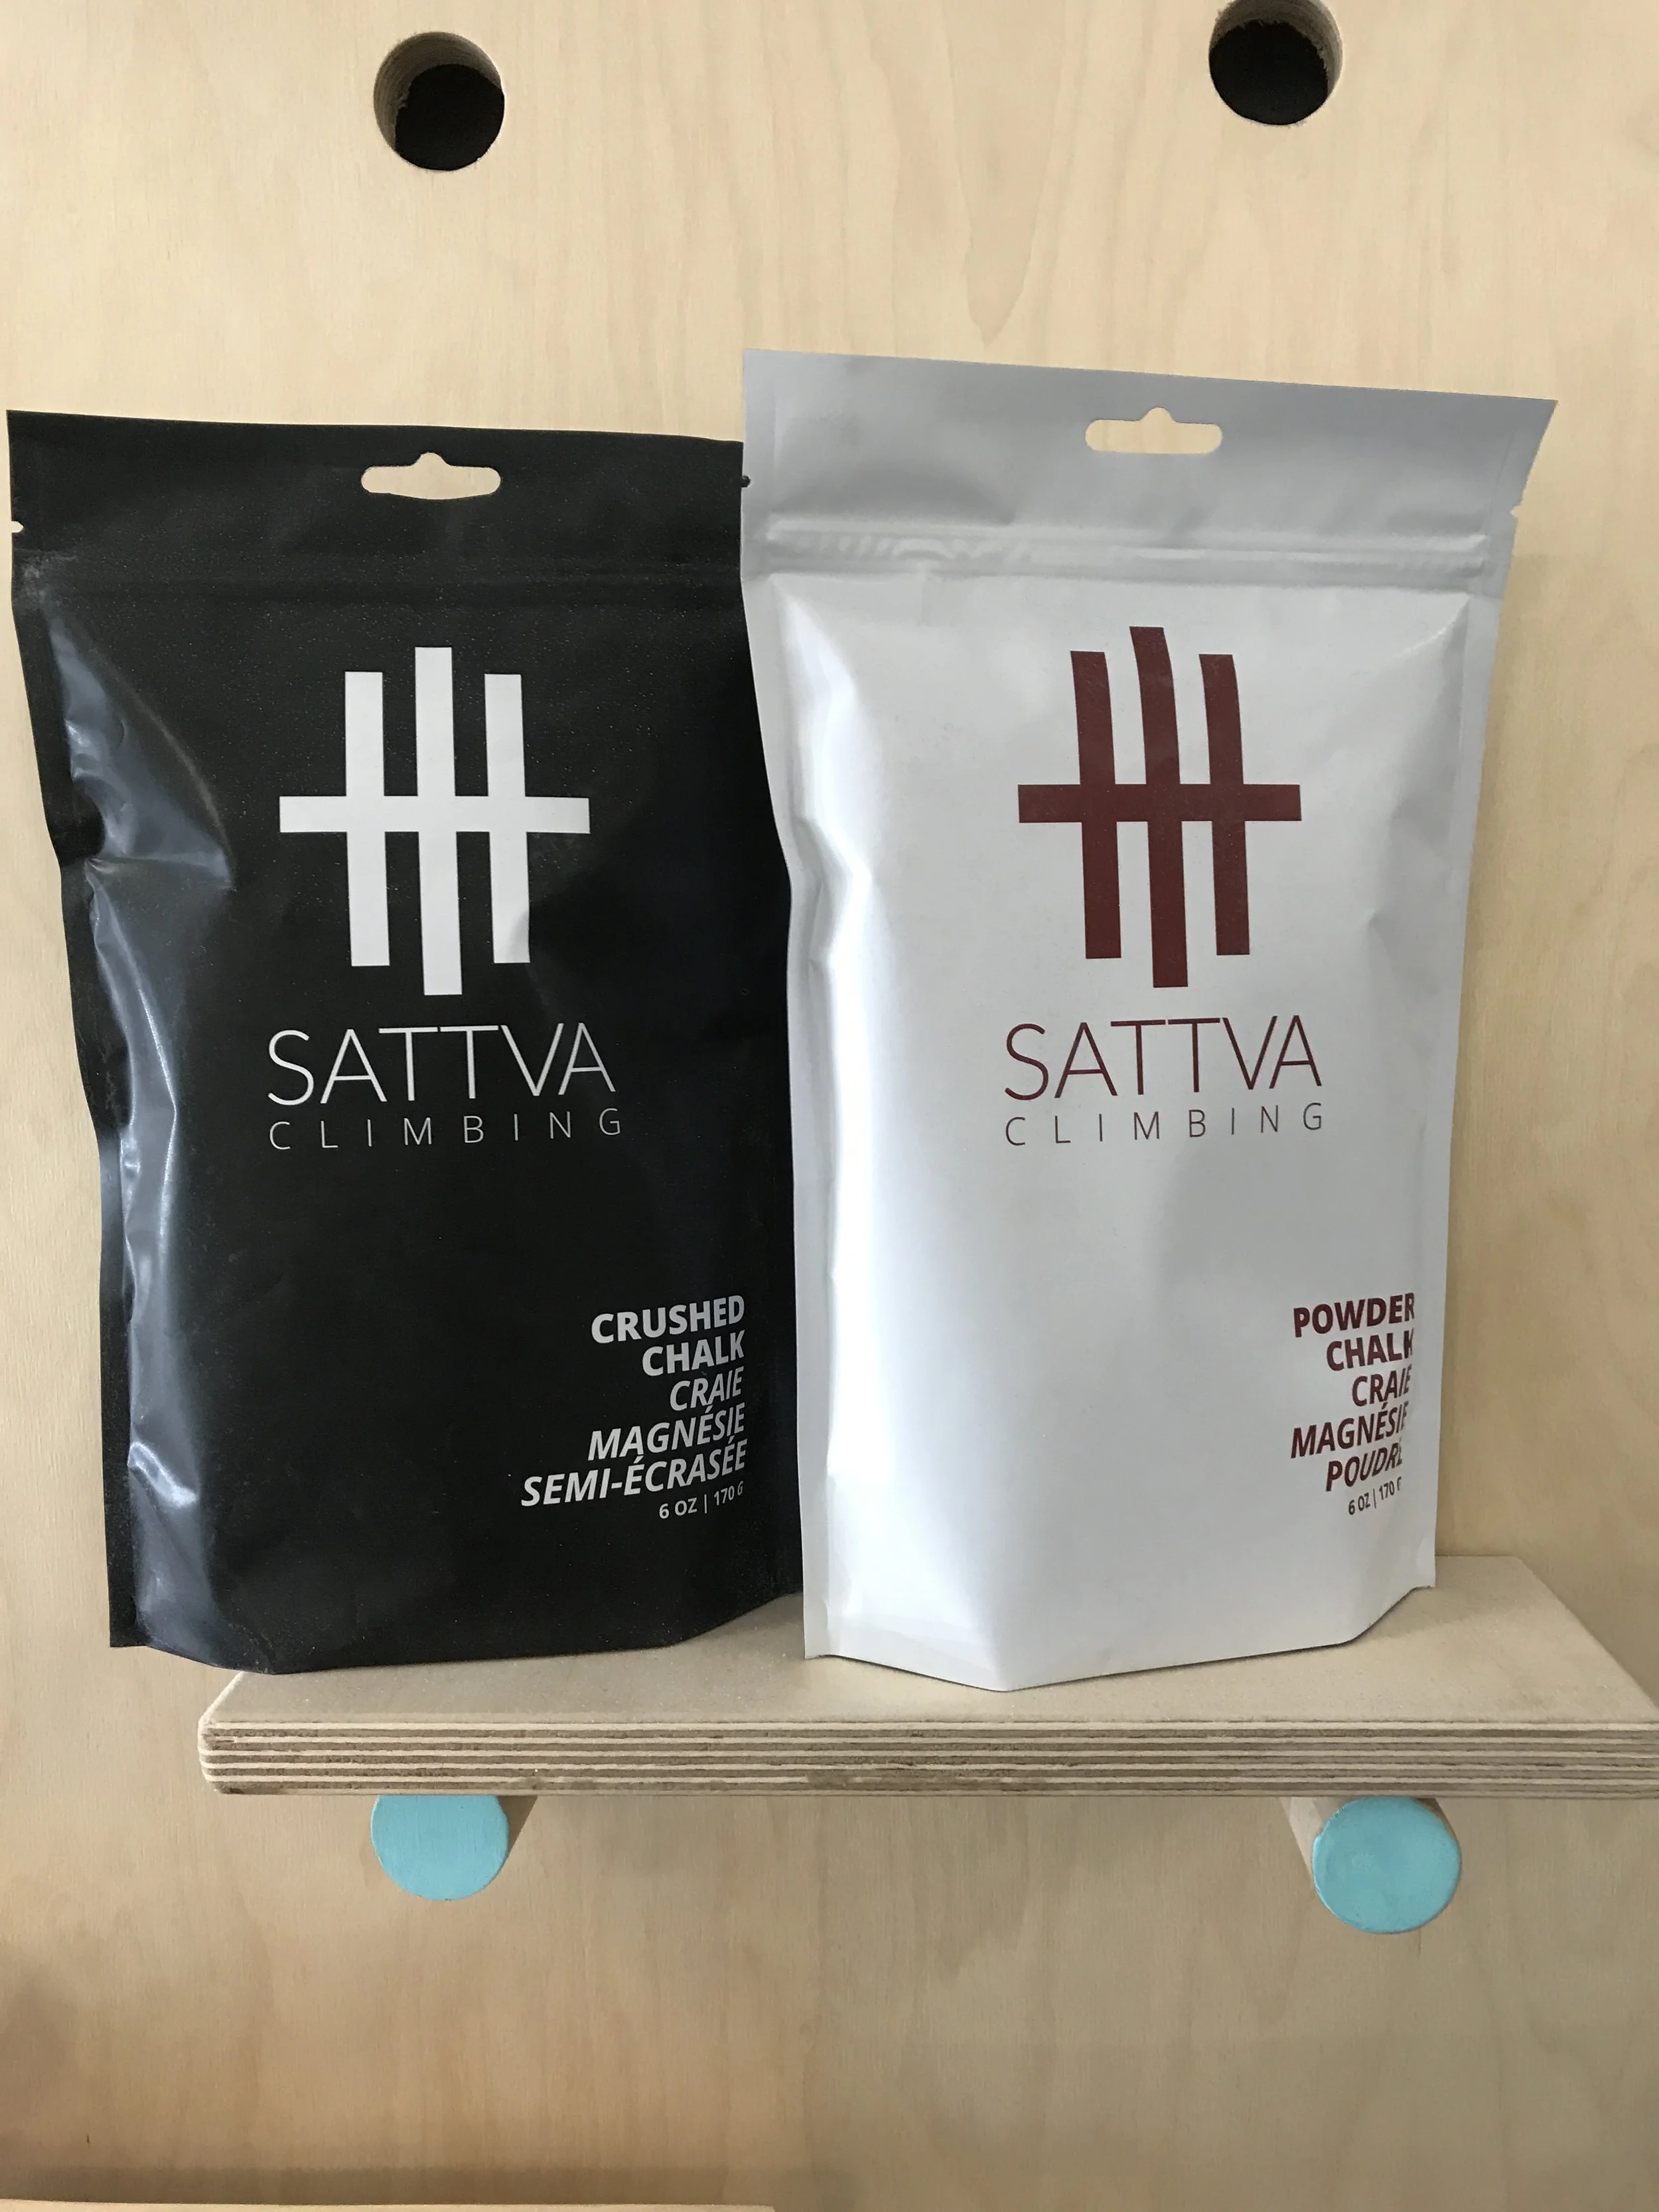 SATTVA
CLIMBING
CRUSHED
CHALK
CRAIE
MAGNÉSIE
SEMI-ÉCRASÉE
6 OZ | 170 G
SATTVA
CLIMBING
POWDER
CHALK
CRAIE
MAGNÉSIE
POUDRE
6 OZ | 170 G